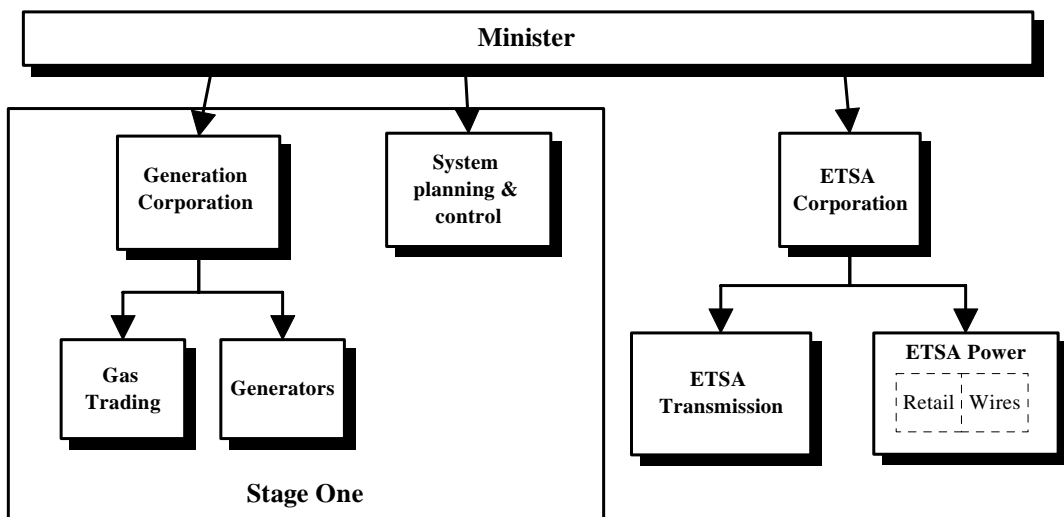 Minister
Generation
Corporation
System
planning &
control
ETSA
Corporation
Gas
Trading
Generators
ETSA
Transmission
ETSA Power
Retail
Wires
Stage One